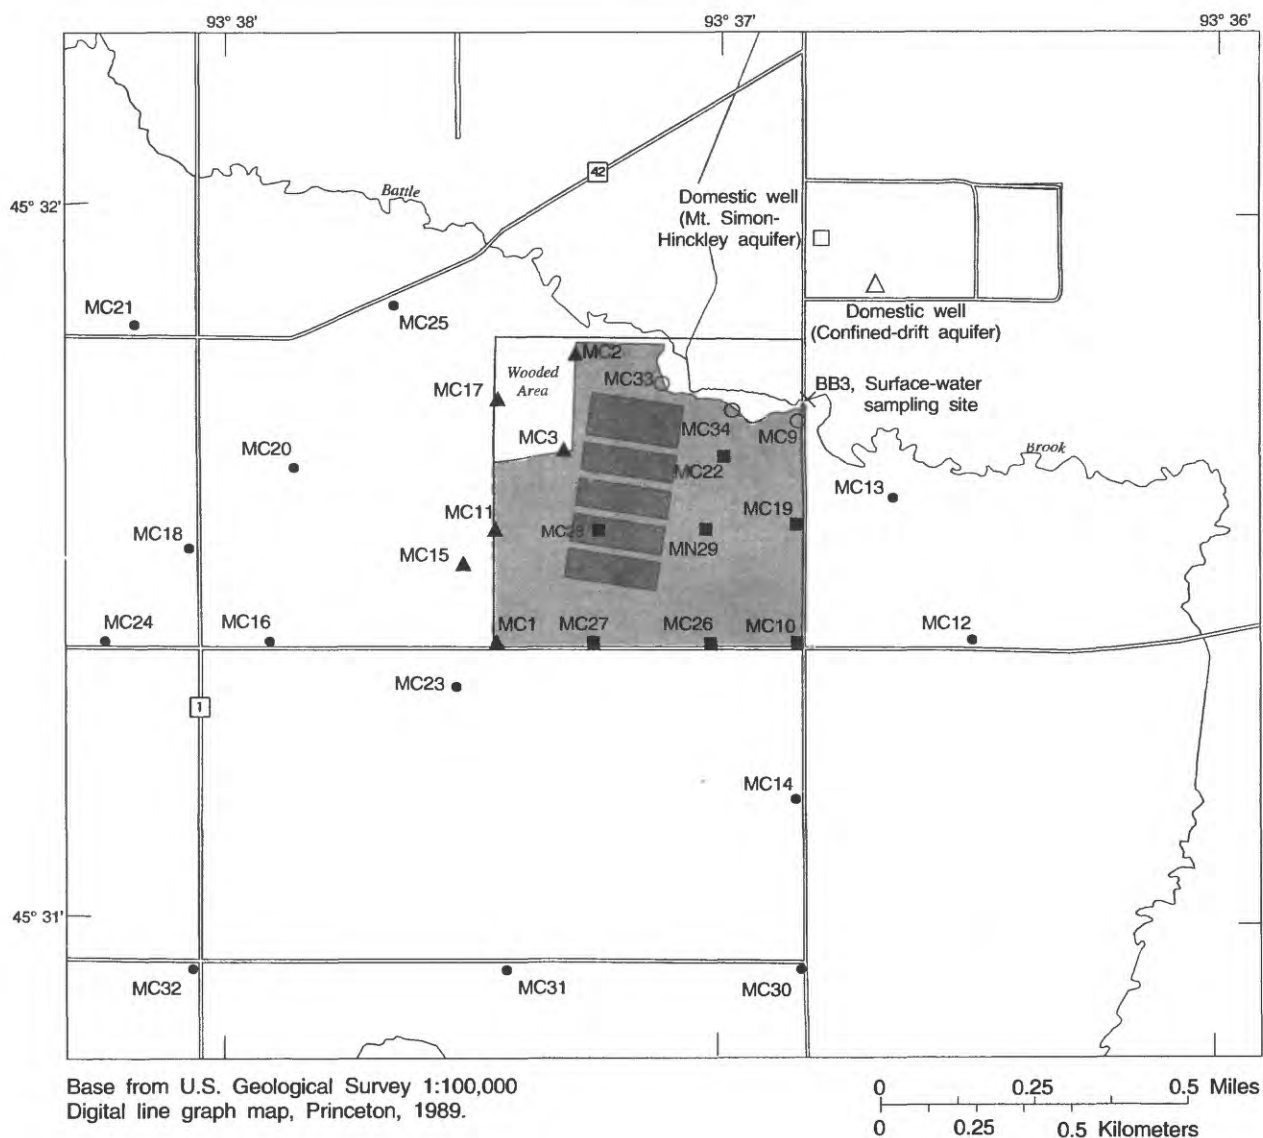 93° 38'
93° 37'
93° 36'
42
Battle
Domestic well
(Mt. Simon-
Hinckley aquifer)
45° 32'
MC21
MC25
Domestic well
(Confined-drift aquifer)
MC2
Wooded
Area
MC33
MC17
BB3, Surface-water
sampling site
MC34
MC9
MC3
MC20
Brook
MC22
MC13
MC11
MC19
MC18
MC28
MN29
MC15
MC24
MC16
MC1
MC27
MC26
MC10
MC12
MC23
1
MC14
45° 31'
MC32
MC31
MC30
Base from U.S. Geological Survey 1:100,000
Digital line graph map, Princeton, 1989.
0 0.25 0.5 Miles
0 0.25 0.5 Kilometers